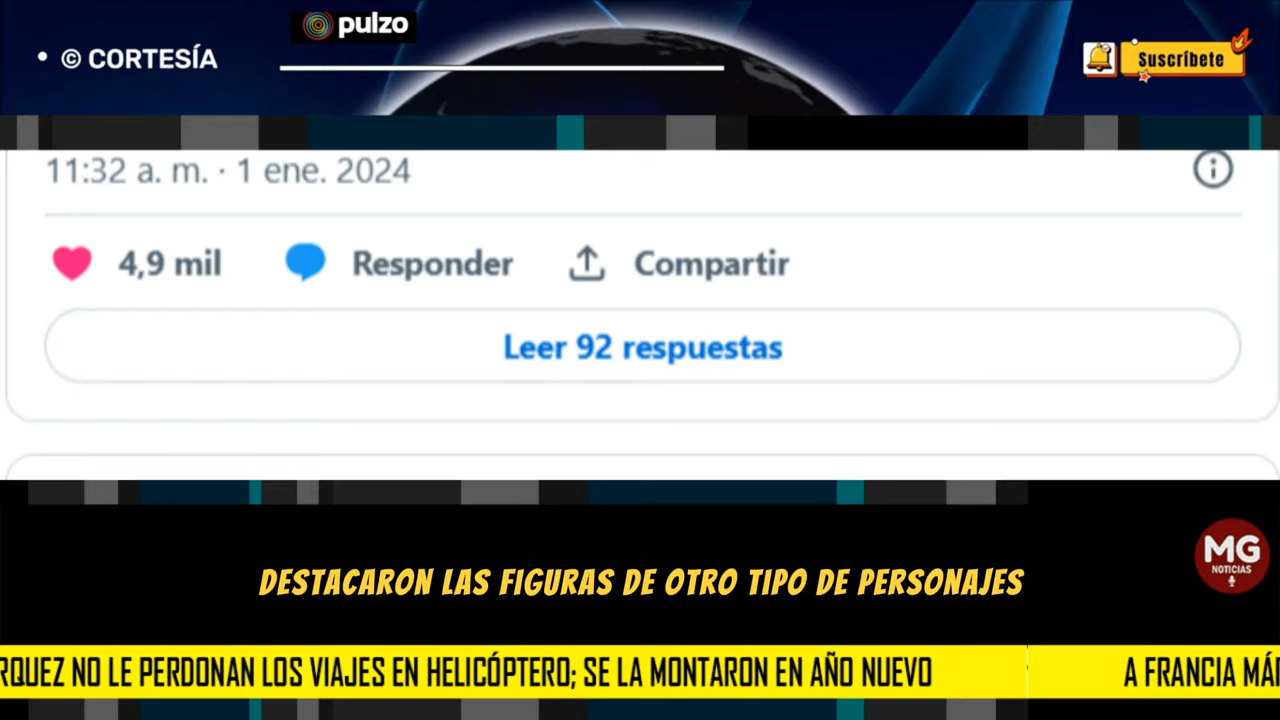 pulzo
• © CORTESÍA
Suscríbete
11:32 a. m. · 1 ene. 2024
4,9 mil Responder Compartir
Leer 92 respuestas
MG
NOTICIAS
DESTACARON LAS FIGURAS DE OTRO TIPO DE PERSONAJES
RQUEZ NO LE PERDONAN LOS VIAJES EN HELICÓPTERO; SE LA MONTARON EN AÑO NUEVO A FRANCIA MÁ